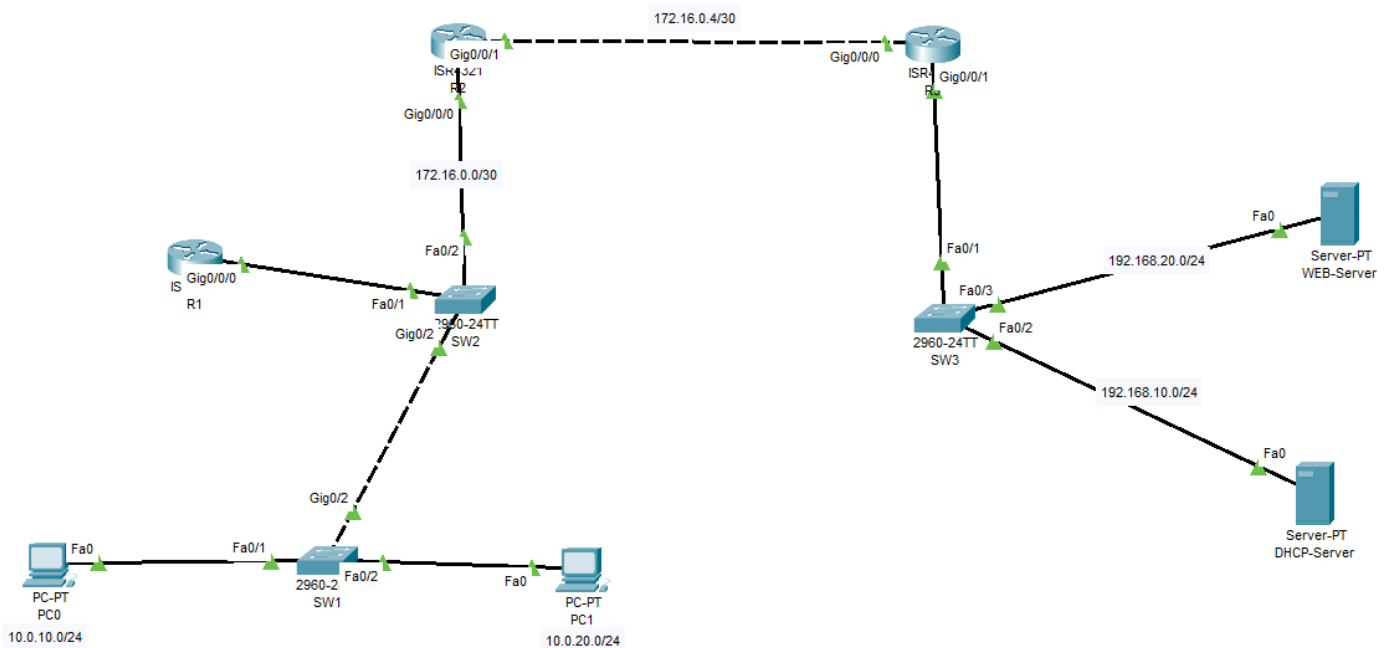 172.16.0.4/30
Gig0/0/1
R2
Gig0/0/0
Gig0/0/0
Gig0/0/1
172.16.0.0/30
Fa0/2
Gig0/0/0
R1
Fa0/1
Gig0/2
SW2
Fa0/1
Fa0/3
Fa0/2
2960-24TT
SW3
192.168.20.0/24
Fa0
Server-PT
WEB-Server
192.168.10.0/24
Fa0
Server-PT
DHCP-Server
Gig0/2
Fa0
Fa0/1
Fa0/2
Fa0
PC-PT
PC0
10.0.10.0/24
SW1
PC-PT
PC1
10.0.20.0/24